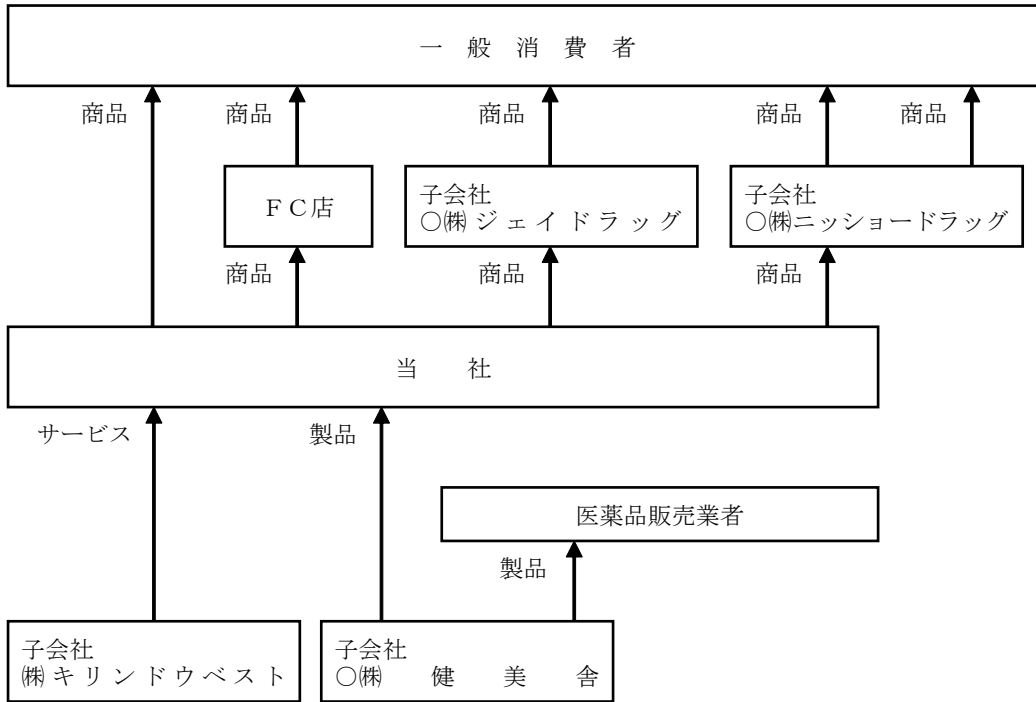 一般消費者
商品 商品 商品 商品 商品
FC店
子会社
○㈱ジェイドラッグ
子会社
○㈱ニッショードラッグ
商品 商品 商品
当社
サービス 製品
医薬品販売業者
製品
子会社
㈱キリンドウベスト
子会社
○㈱健美舎